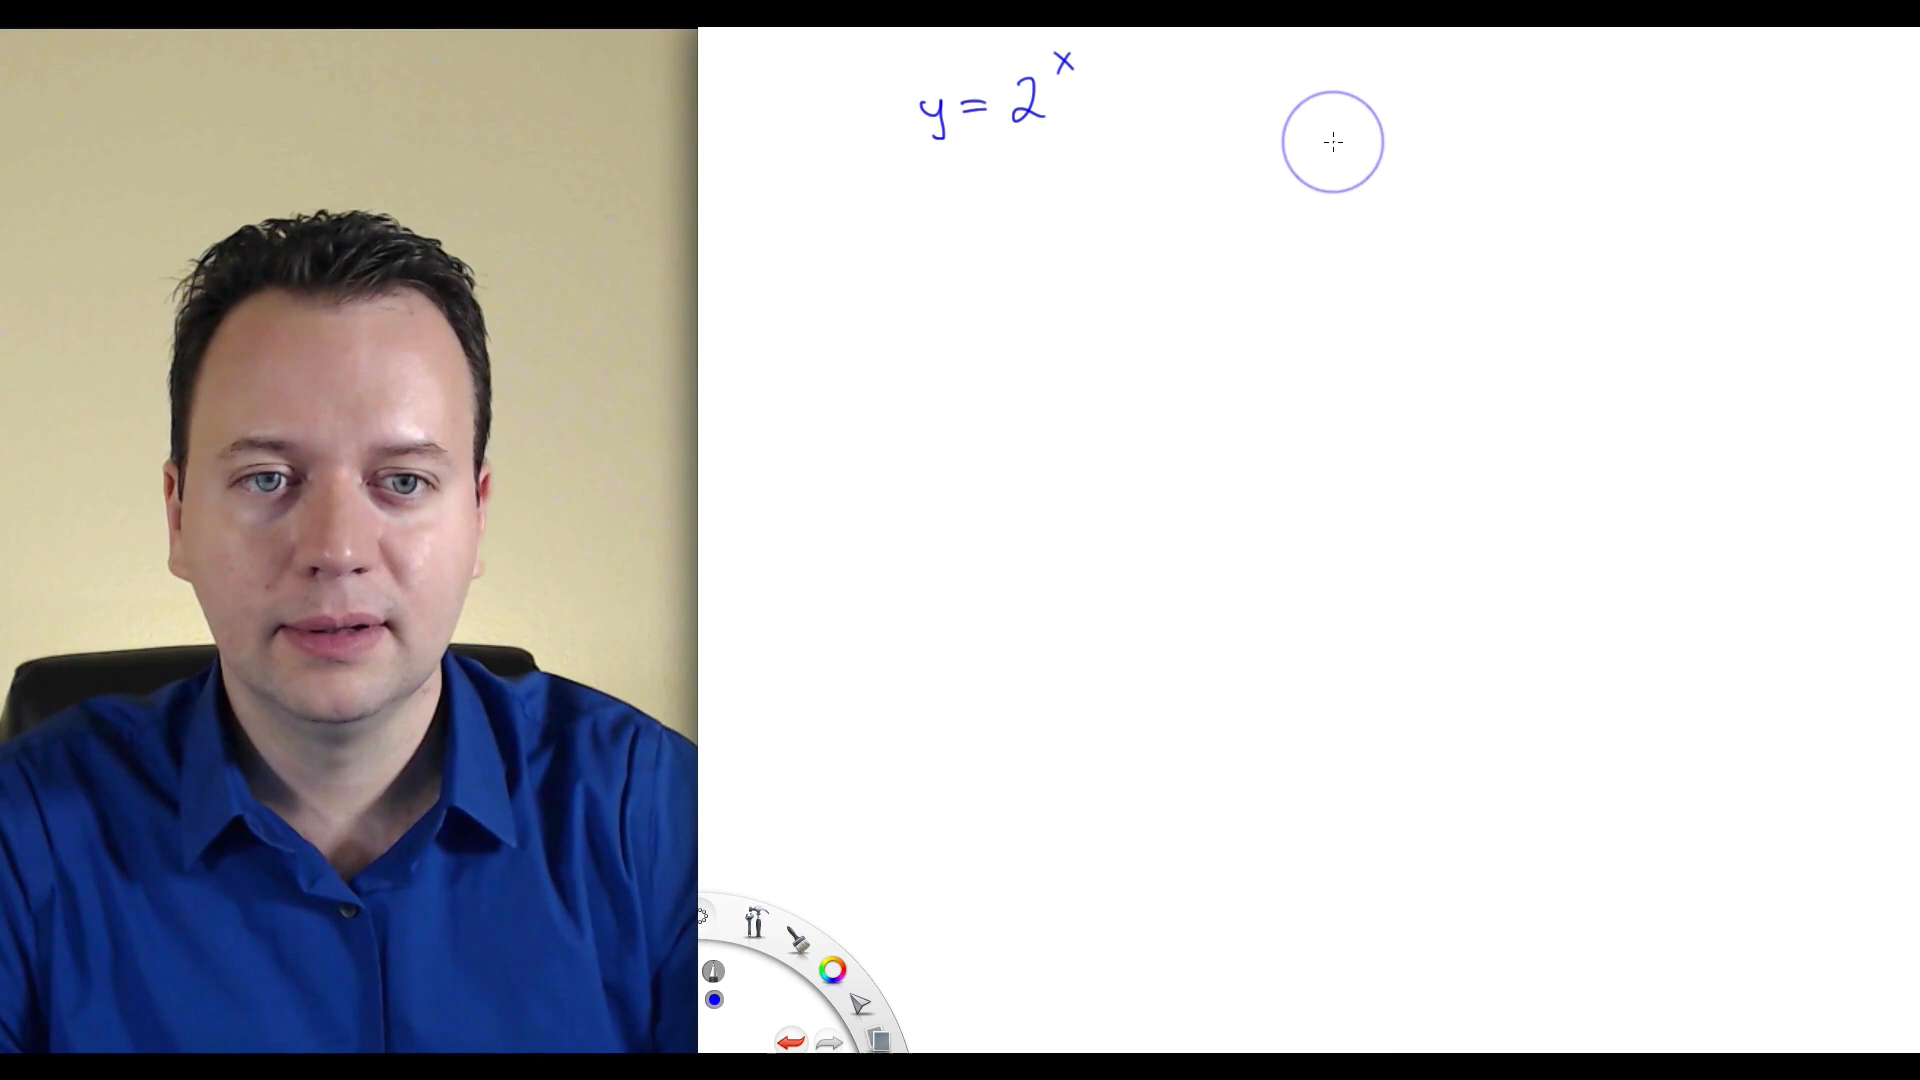 y = 2^x